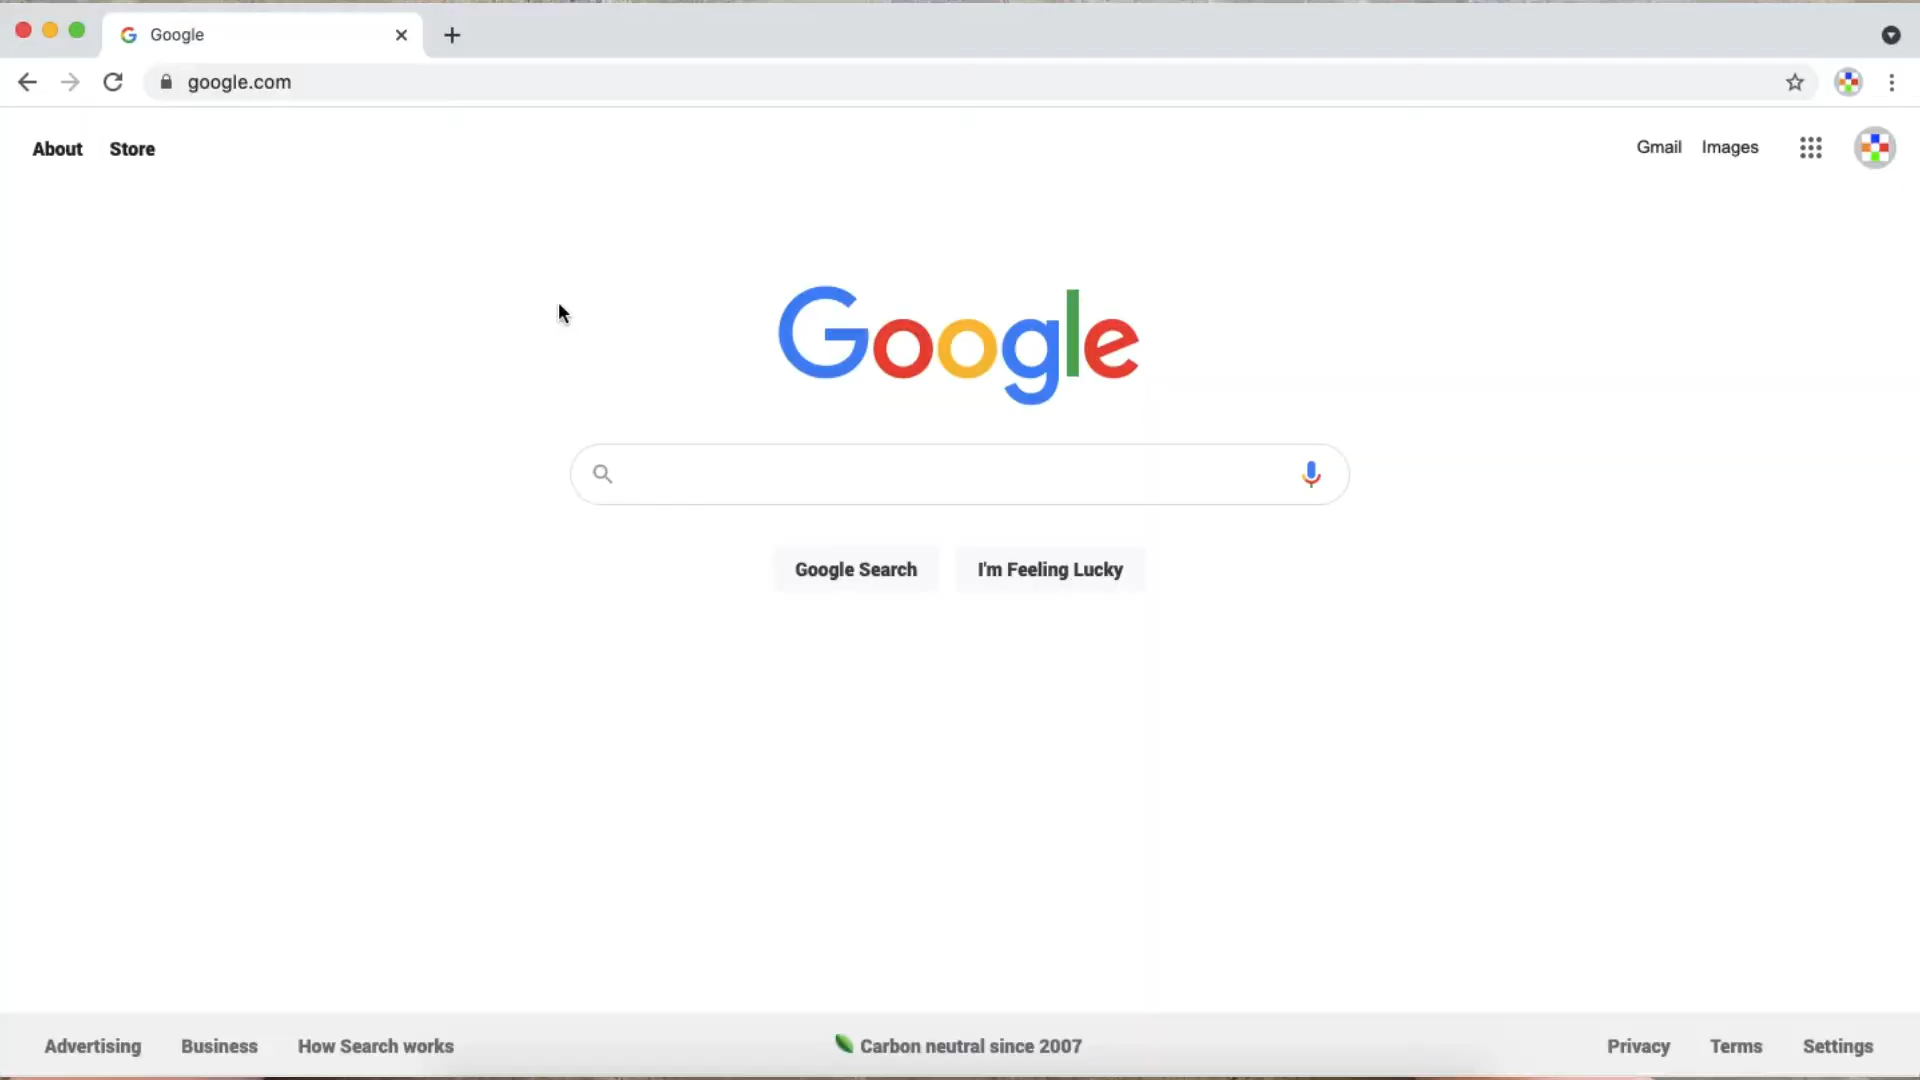 Google
google.com
About Store
Gmail Images
Google
Google Search I'm Feeling Lucky
Advertising Business How Search works
Carbon neutral since 2007
Privacy Terms Settings